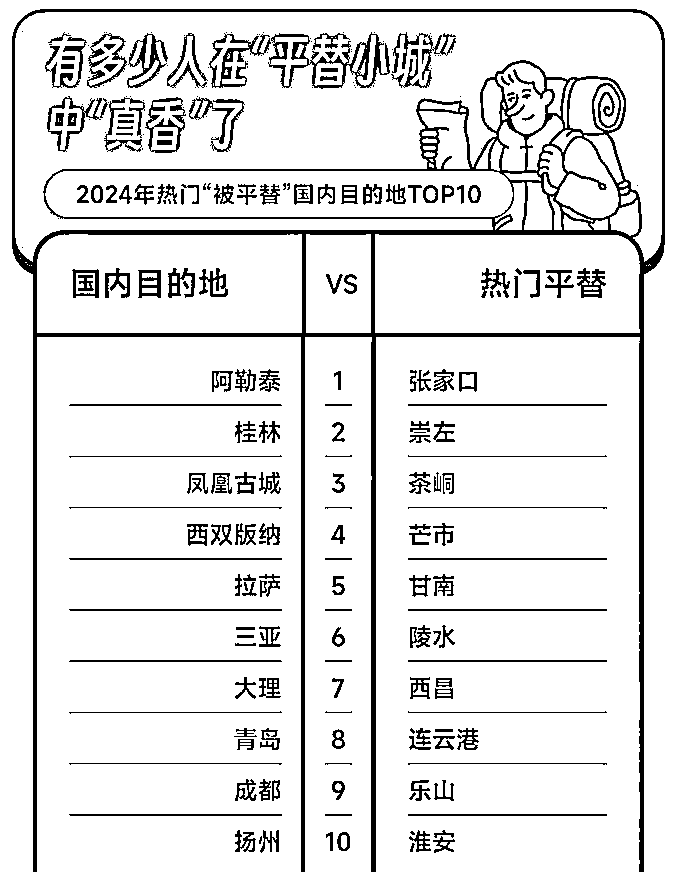 有多少人在“平替小城”
中“真香”了
2024年热门“被平替”国内目的地TOP10
国内目的地 VS 热门平替
阿勒泰 1 张家口
桂林 2 崇左
凤凰古城 3 茶峒
西双版纳 4 芒市
拉萨 5 甘南
三亚 6 陵水
大理 7 西昌
青岛 8 连云港
成都 9 乐山
扬州 10 淮安